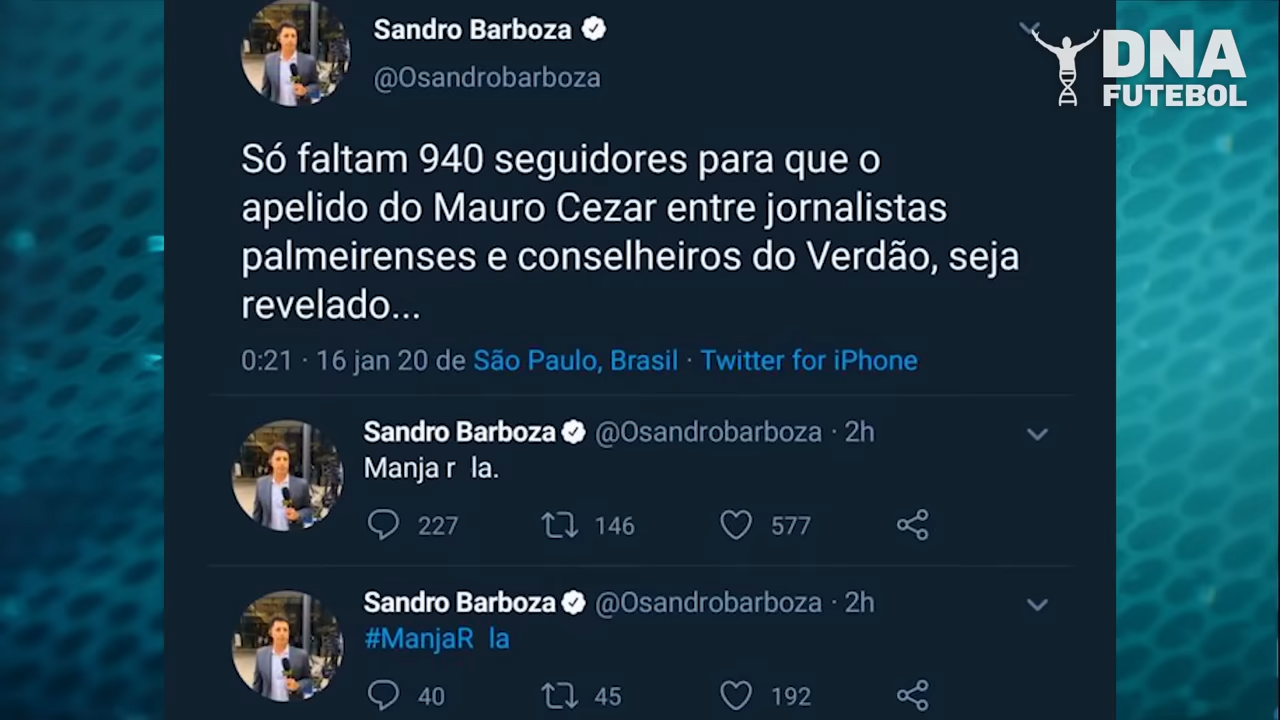 Sandro Barboza
@Osandrobarboza
DNA
FUTEBOL
Só faltam 940 seguidores para que o
apelido do Mauro Cezar entre jornalistas
palmeirenses e conselheiros do Verdão, seja
revelado...
0:21 · 16 jan 20 de São Paulo, Brasil · Twitter for iPhone
Sandro Barboza @Osandrobarboza · 2h
Manja r la.
227 146 577
Sandro Barboza @Osandrobarboza · 2h
#ManjaR la
40 45 192